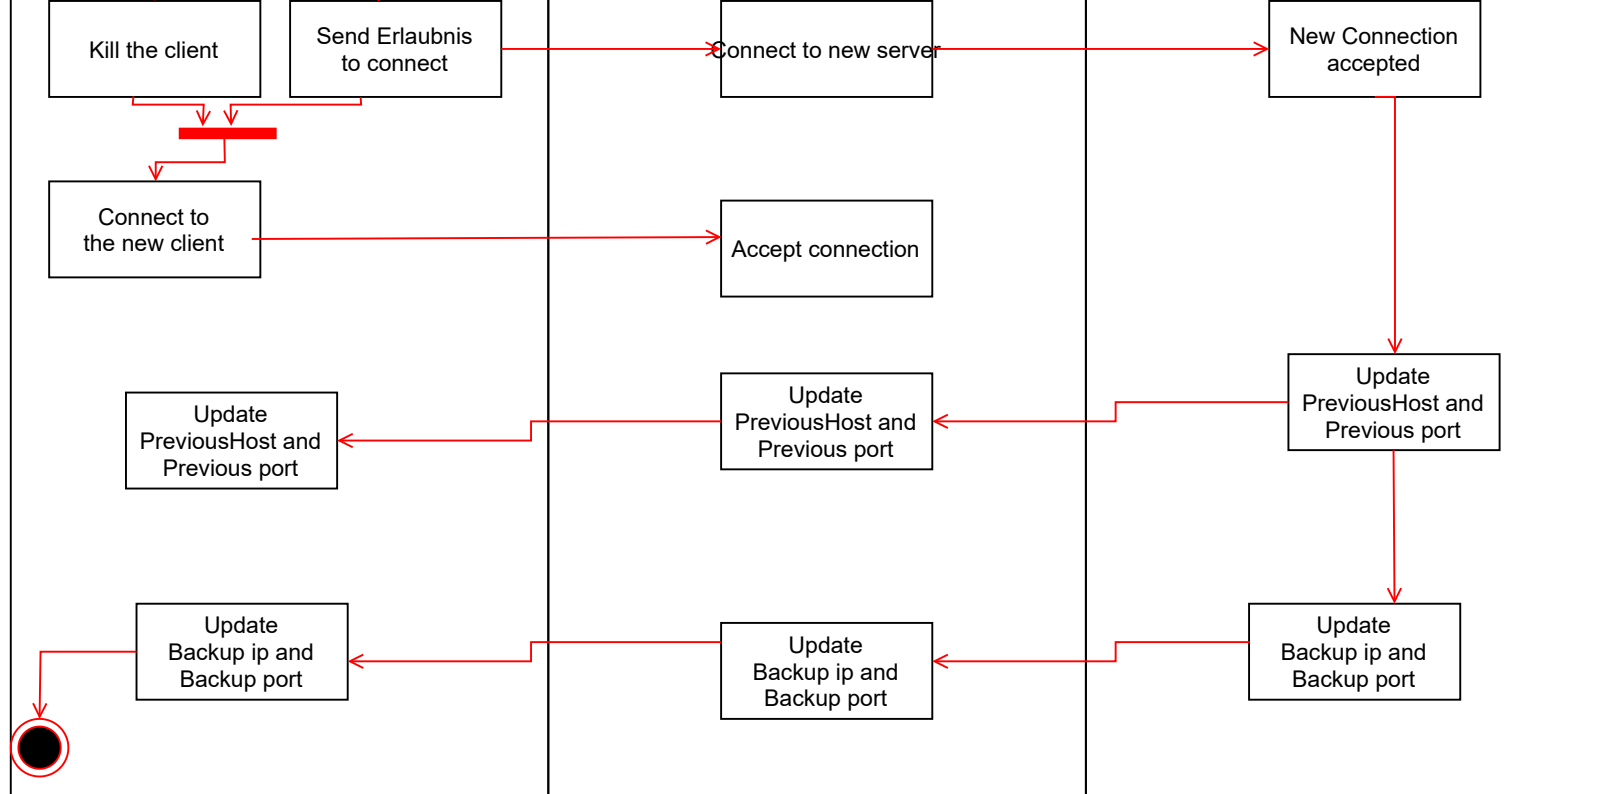 Kill the client
Send Erlaubnis
to connect
Connect to new server
New Connection
accepted
Connect to
the new client
Accept connection
Update
PreviousHost and
Previous port
Update
PreviousHost and
Previous port
Update
PreviousHost and
Previous port
Update
Backup ip and
Backup port
Update
Backup ip and
Backup port
Update
Backup ip and
Backup port